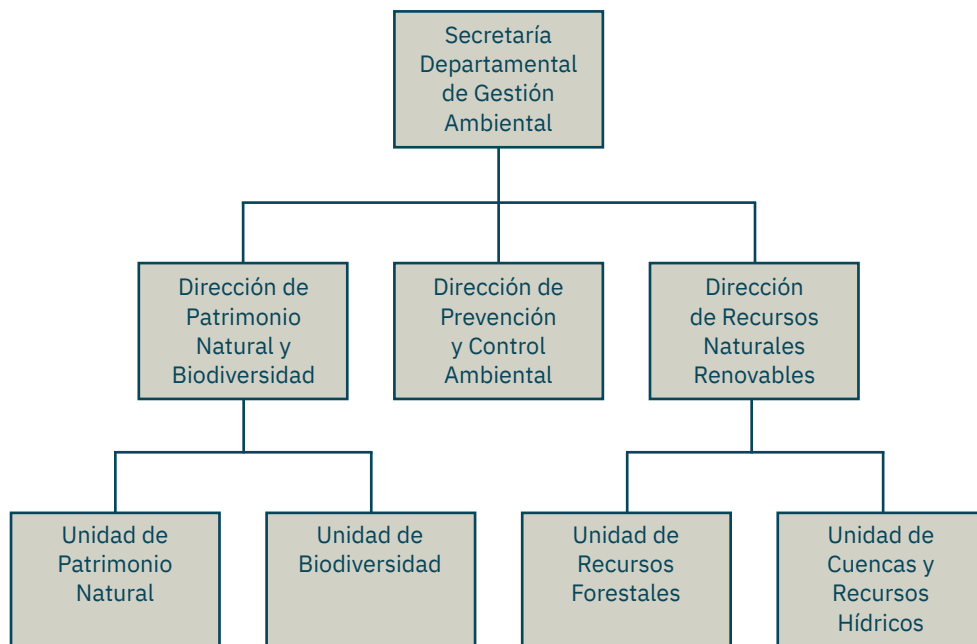 Secretaría
Departamental
de Gestión
Ambiental
Dirección de
Patrimonio
Natural y
Biodiversidad
Dirección de
Prevención
y Control
Ambiental
Dirección
de Recursos
Naturales
Renovables
Unidad de
Patrimonio
Natural
Unidad de
Biodiversidad
Unidad de
Recursos
Forestales
Unidad de
Cuencas y
Recursos
Hídricos